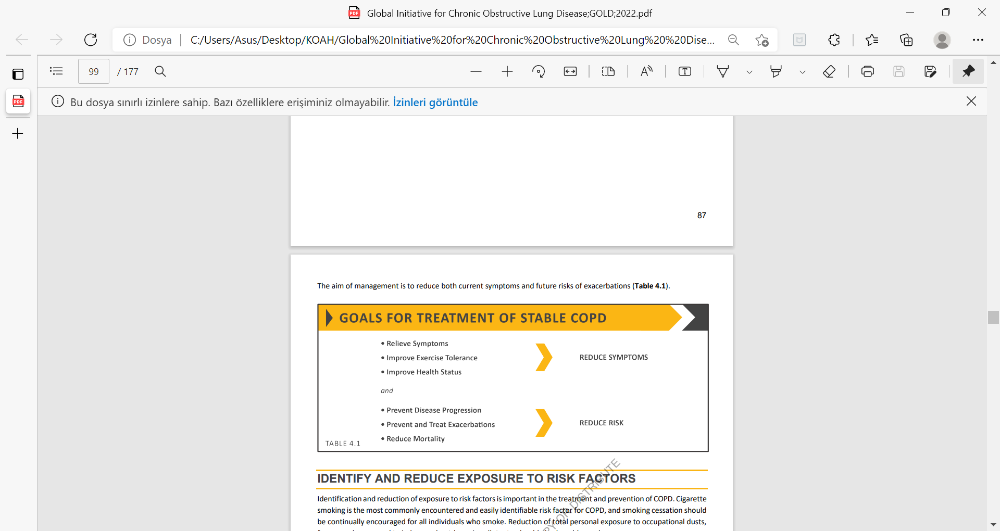 Global Initiative for Chronic Obstructive Lung Disease;GOLD;2022.pdf
Dosya
C:/Users/Asus/Desktop/KOAH/Global%20Initiative%20for%20Chronic%20Obstructive%20Lung%20%20Dise...
99 / 177
Bu dosya sınırlı izinlere sahip. Bazı özelliklere erişiminiz olmayabilir. İzinleri görüntüle
87
The aim of management is to reduce both current symptoms and future risks of exacerbations (Table 4.1).
GOALS FOR TREATMENT OF STABLE COPD
• Relieve Symptoms
• Improve Exercise Tolerance
• Improve Health Status
REDUCE SYMPTOMS
and
• Prevent Disease Progression
• Prevent and Treat Exacerbations
• Reduce Mortality
REDUCE RISK
TABLE 4.1
IDENTIFY AND REDUCE EXPOSURE TO RISK FACTORS
Identification and reduction of exposure to risk factors is important in the treatment and prevention of COPD. Cigarette
smoking is the most commonly encountered and easily identifiable risk factor for COPD, and smoking cessation should
be continually encouraged for all individuals who smoke. Reduction of total personal exposure to occupational dusts,
OR DISTRIBUTE